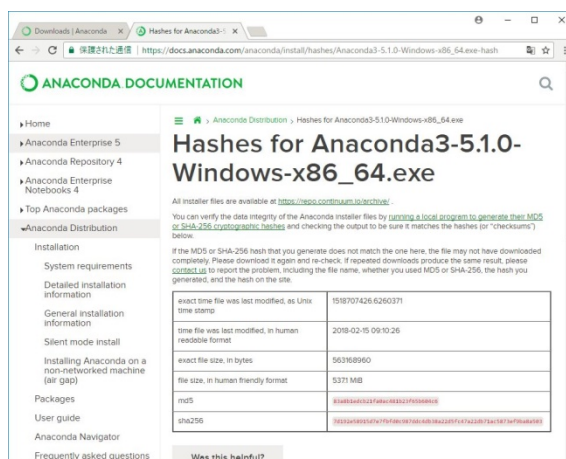 Downloads | Anaconda
Hashes for Anaconda3-5
保護された通信
https://docs.anaconda.com/anaconda/install/hashes/Anaconda3-5.1.0-Windows-x86_64.exe-hash
ANACONDA DOCUMENTATION
Home
Anaconda Enterprise 5
Anaconda Repository 4
Anaconda Enterprise
Notebooks 4
Top Anaconda packages
Anaconda Distribution
Installation
System requirements
Detailed installation
information
General installation
information
Silent mode install
Installing Anaconda on a
non-networked machine
(air gap)
Packages
User guide
Anaconda Navigator
Frequently asked questions
Anaconda Distribution > Hashes for Anaconda3-5.1.0-Windows-x86_64.exe
Hashes for Anaconda3-5.1.0-
Windows-x86_64.exe
All installer files are available at https://repo.continuum.io/archive/ .
You can verify the data integrity of the Anaconda installer files by running a local program to generate their MD5
or SHA-256 cryptographic hashes and checking the output to be sure it matches the hashes (or "checksums")
below.
If the MD5 or SHA-256 hash that you generate does not match the one here, the file may not have downloaded
completely. Please download it again and re-check. If repeated downloads produce the same result, please
contact us to report the problem, including the file name, whether you used MD5 or SHA-256, the hash you
generated, and the hash on the site.
exact time file was last modified, as Unix
time stamp
1518707426.6260371
time file was last modified, in human
readable format
2018-02-15 09:10:26
exact file size, in bytes
563168960
file size, in human friendly format
537.1 MiB
md5
sha256
Was this helpful?